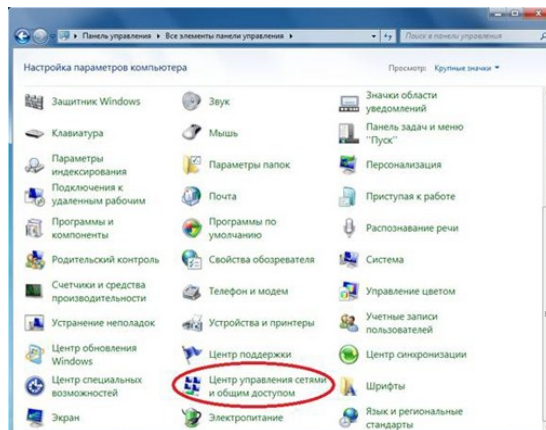 Панель управления
Все элементы панели управления
Поиск в панели управления
Настройка параметров компьютера
Просмотр: Крупные значки
Защитник Windows
Звук
Значки области
уведомлений
Клавиатура
Мышь
Панель задач и меню
"Пуск"
Параметры
индексирования
Параметры папок
Персонализация
Подключения к
удаленным рабочим
Почта
Приступая к работе
Программы и
компоненты
Программы по
умолчанию
Распознавание речи
Родительский контроль
Свойства обозревателя
Система
Счетчики и средства
производительности
Телефон и модем
Управление цветом
Устранение неполадок
Устройства и принтеры
Учетные записи
пользователей
Центр обновления
Windows
Центр поддержки
Центр синхронизации
Центр специальных
возможностей
Центр управления сетями
и общим доступом
Шрифты
Экран
Электропитание
Язык и региональные
стандарты